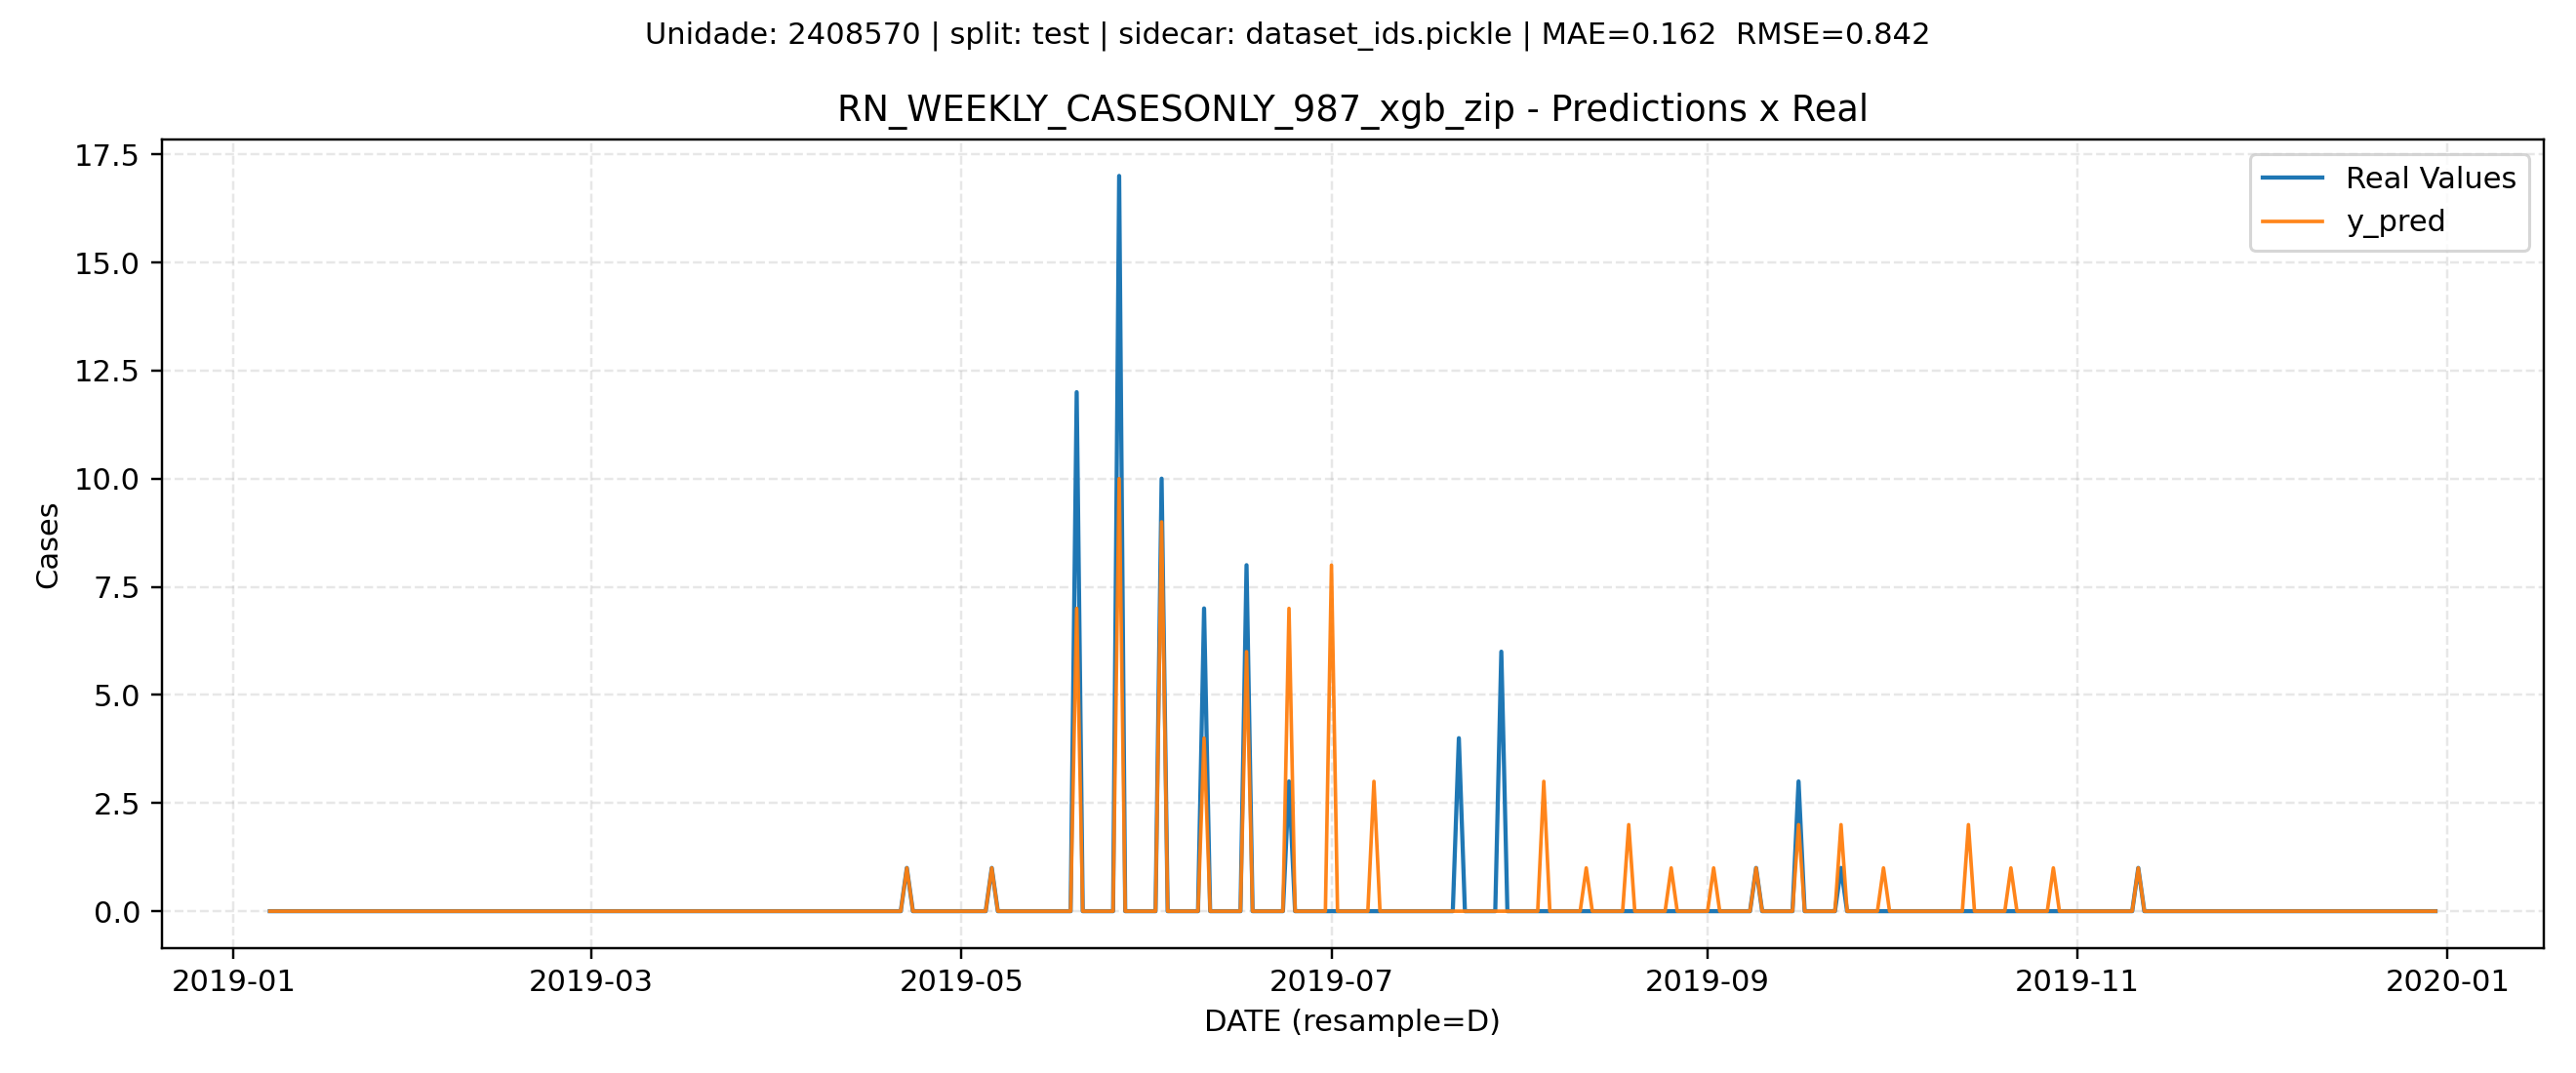 Unidade: 2408570 | split: test | sidecar: dataset_ids.pickle | MAE=0.162  RMSE=0.842
RN_WEEKLY_CASESONLY_987_xgb_zip - Predictions x Real
17.5
15.0
12.5
10.0
7.5
5.0
2.5
0.0
Cases
Real Values
y_pred
2019-01 2019-03 2019-05 2019-07 2019-09 2019-11 2020-01
DATE (resample=D)